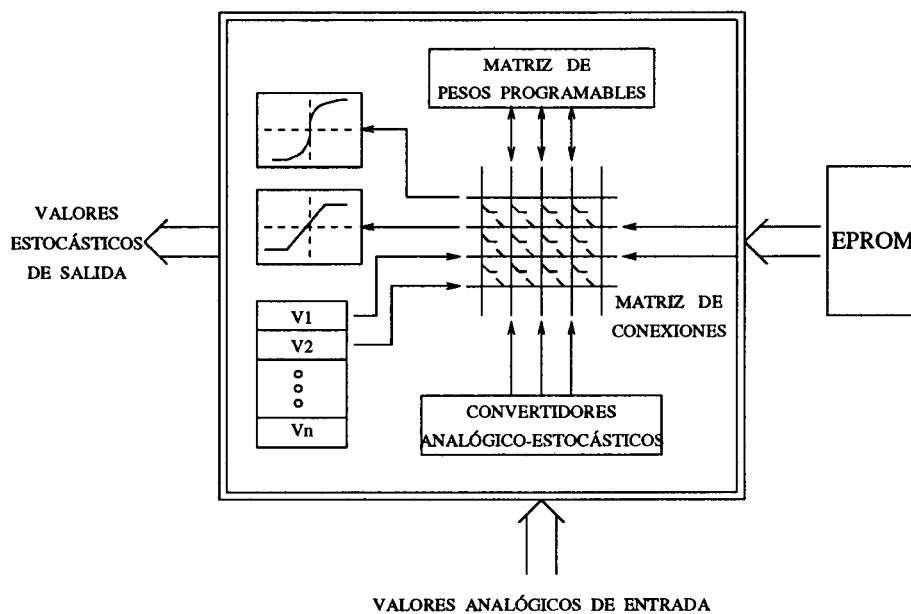 MATRIZ DE
PESOS PROGRAMABLES
VALORES
ESTOCÁSTICOS
DE SALIDA
EPROM
MATRIZ DE
CONEXIONES
V1
V2
Vn
CONVERTIDORES
ANALÓGICO-ESTOCÁSTICOS
VALORES ANALÓGICOS DE ENTRADA